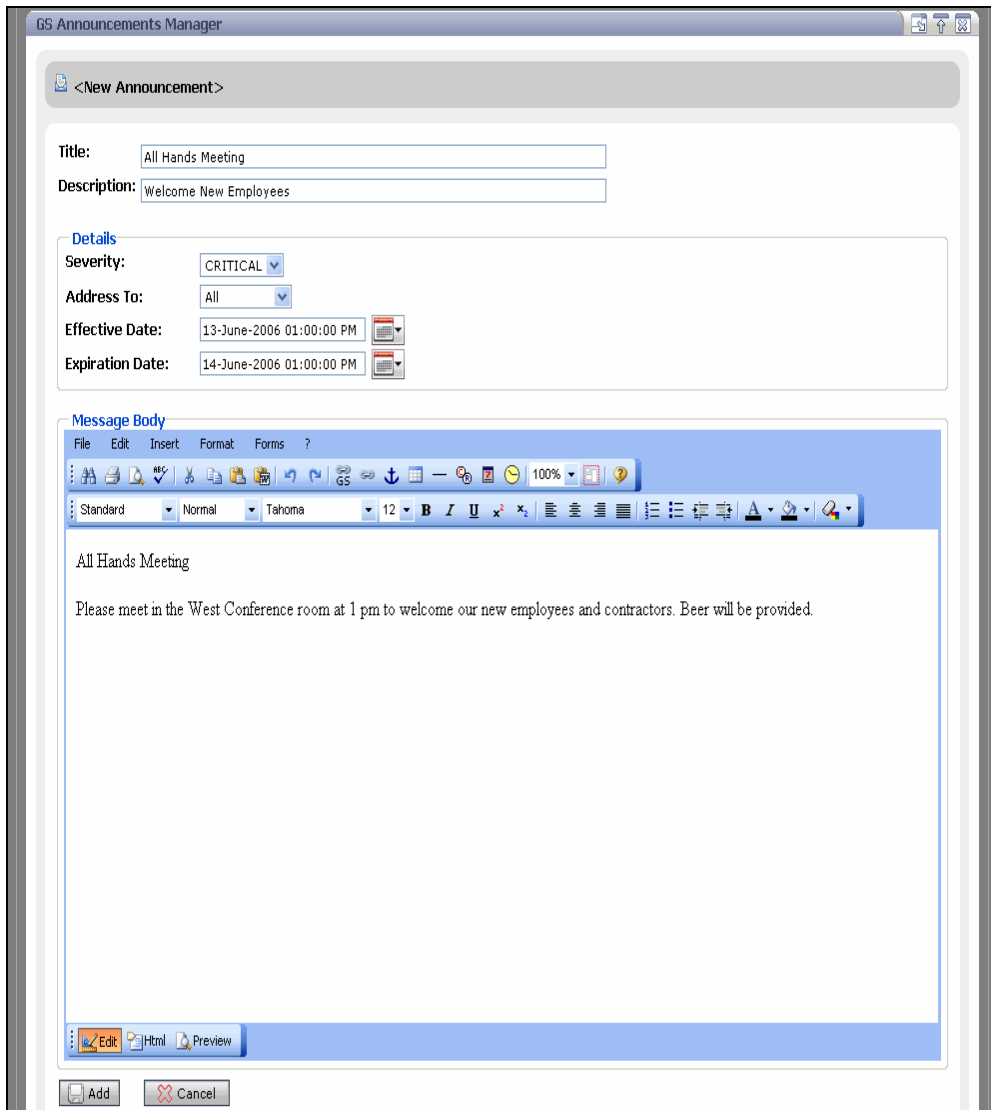 GS Announcements Manager
<New Announcement>
Title: All Hands Meeting
Description: Welcome New Employees
Details
Severity: CRITICAL
Address To: All
Effective Date: 13-June-2006 01:00:00 PM
Expiration Date: 14-June-2006 01:00:00 PM
Message Body
File Edit Insert Format Forms ?
ABC GS 100%
Standard Normal Tahoma 12 B I U x² x₂ A
All Hands Meeting
Please meet in the West Conference room at 1 pm to welcome our new employees and contractors. Beer will be provided.
Edit Html Preview
Add Cancel